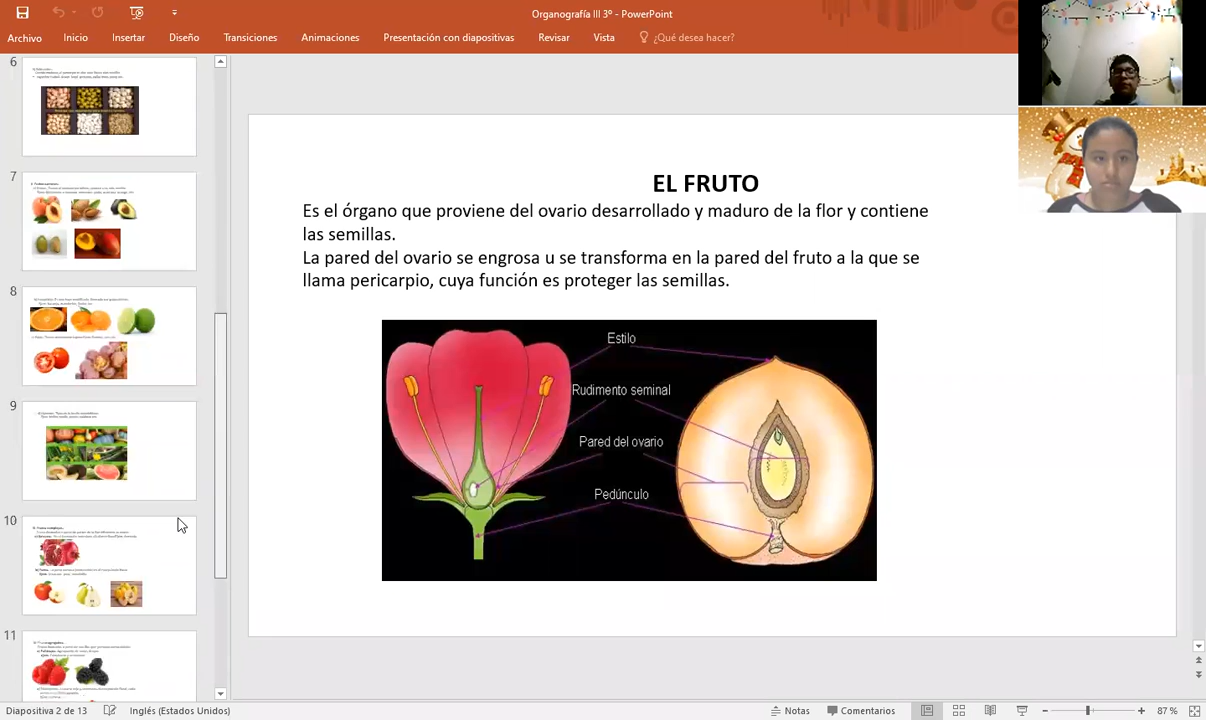 Organografía III 3º - PowerPoint
Archivo Inicio Insertar Diseño Transiciones Animaciones Presentación con diapositivas Revisar Vista ¿Qué desea hacer?
6
7
8
9
10
11
EL FRUTO
Es el órgano que proviene del ovario desarrollado y maduro de la flor y contiene
las semillas.
La pared del ovario se engrosa u se transforma en la pared del fruto a la que se
llama pericarpio, cuya función es proteger las semillas.
Estilo
Rudimento seminal
Pared del ovario
Pedúnculo
Diapositiva 2 de 13 Inglés (Estados Unidos) Notas Comentarios 87 %